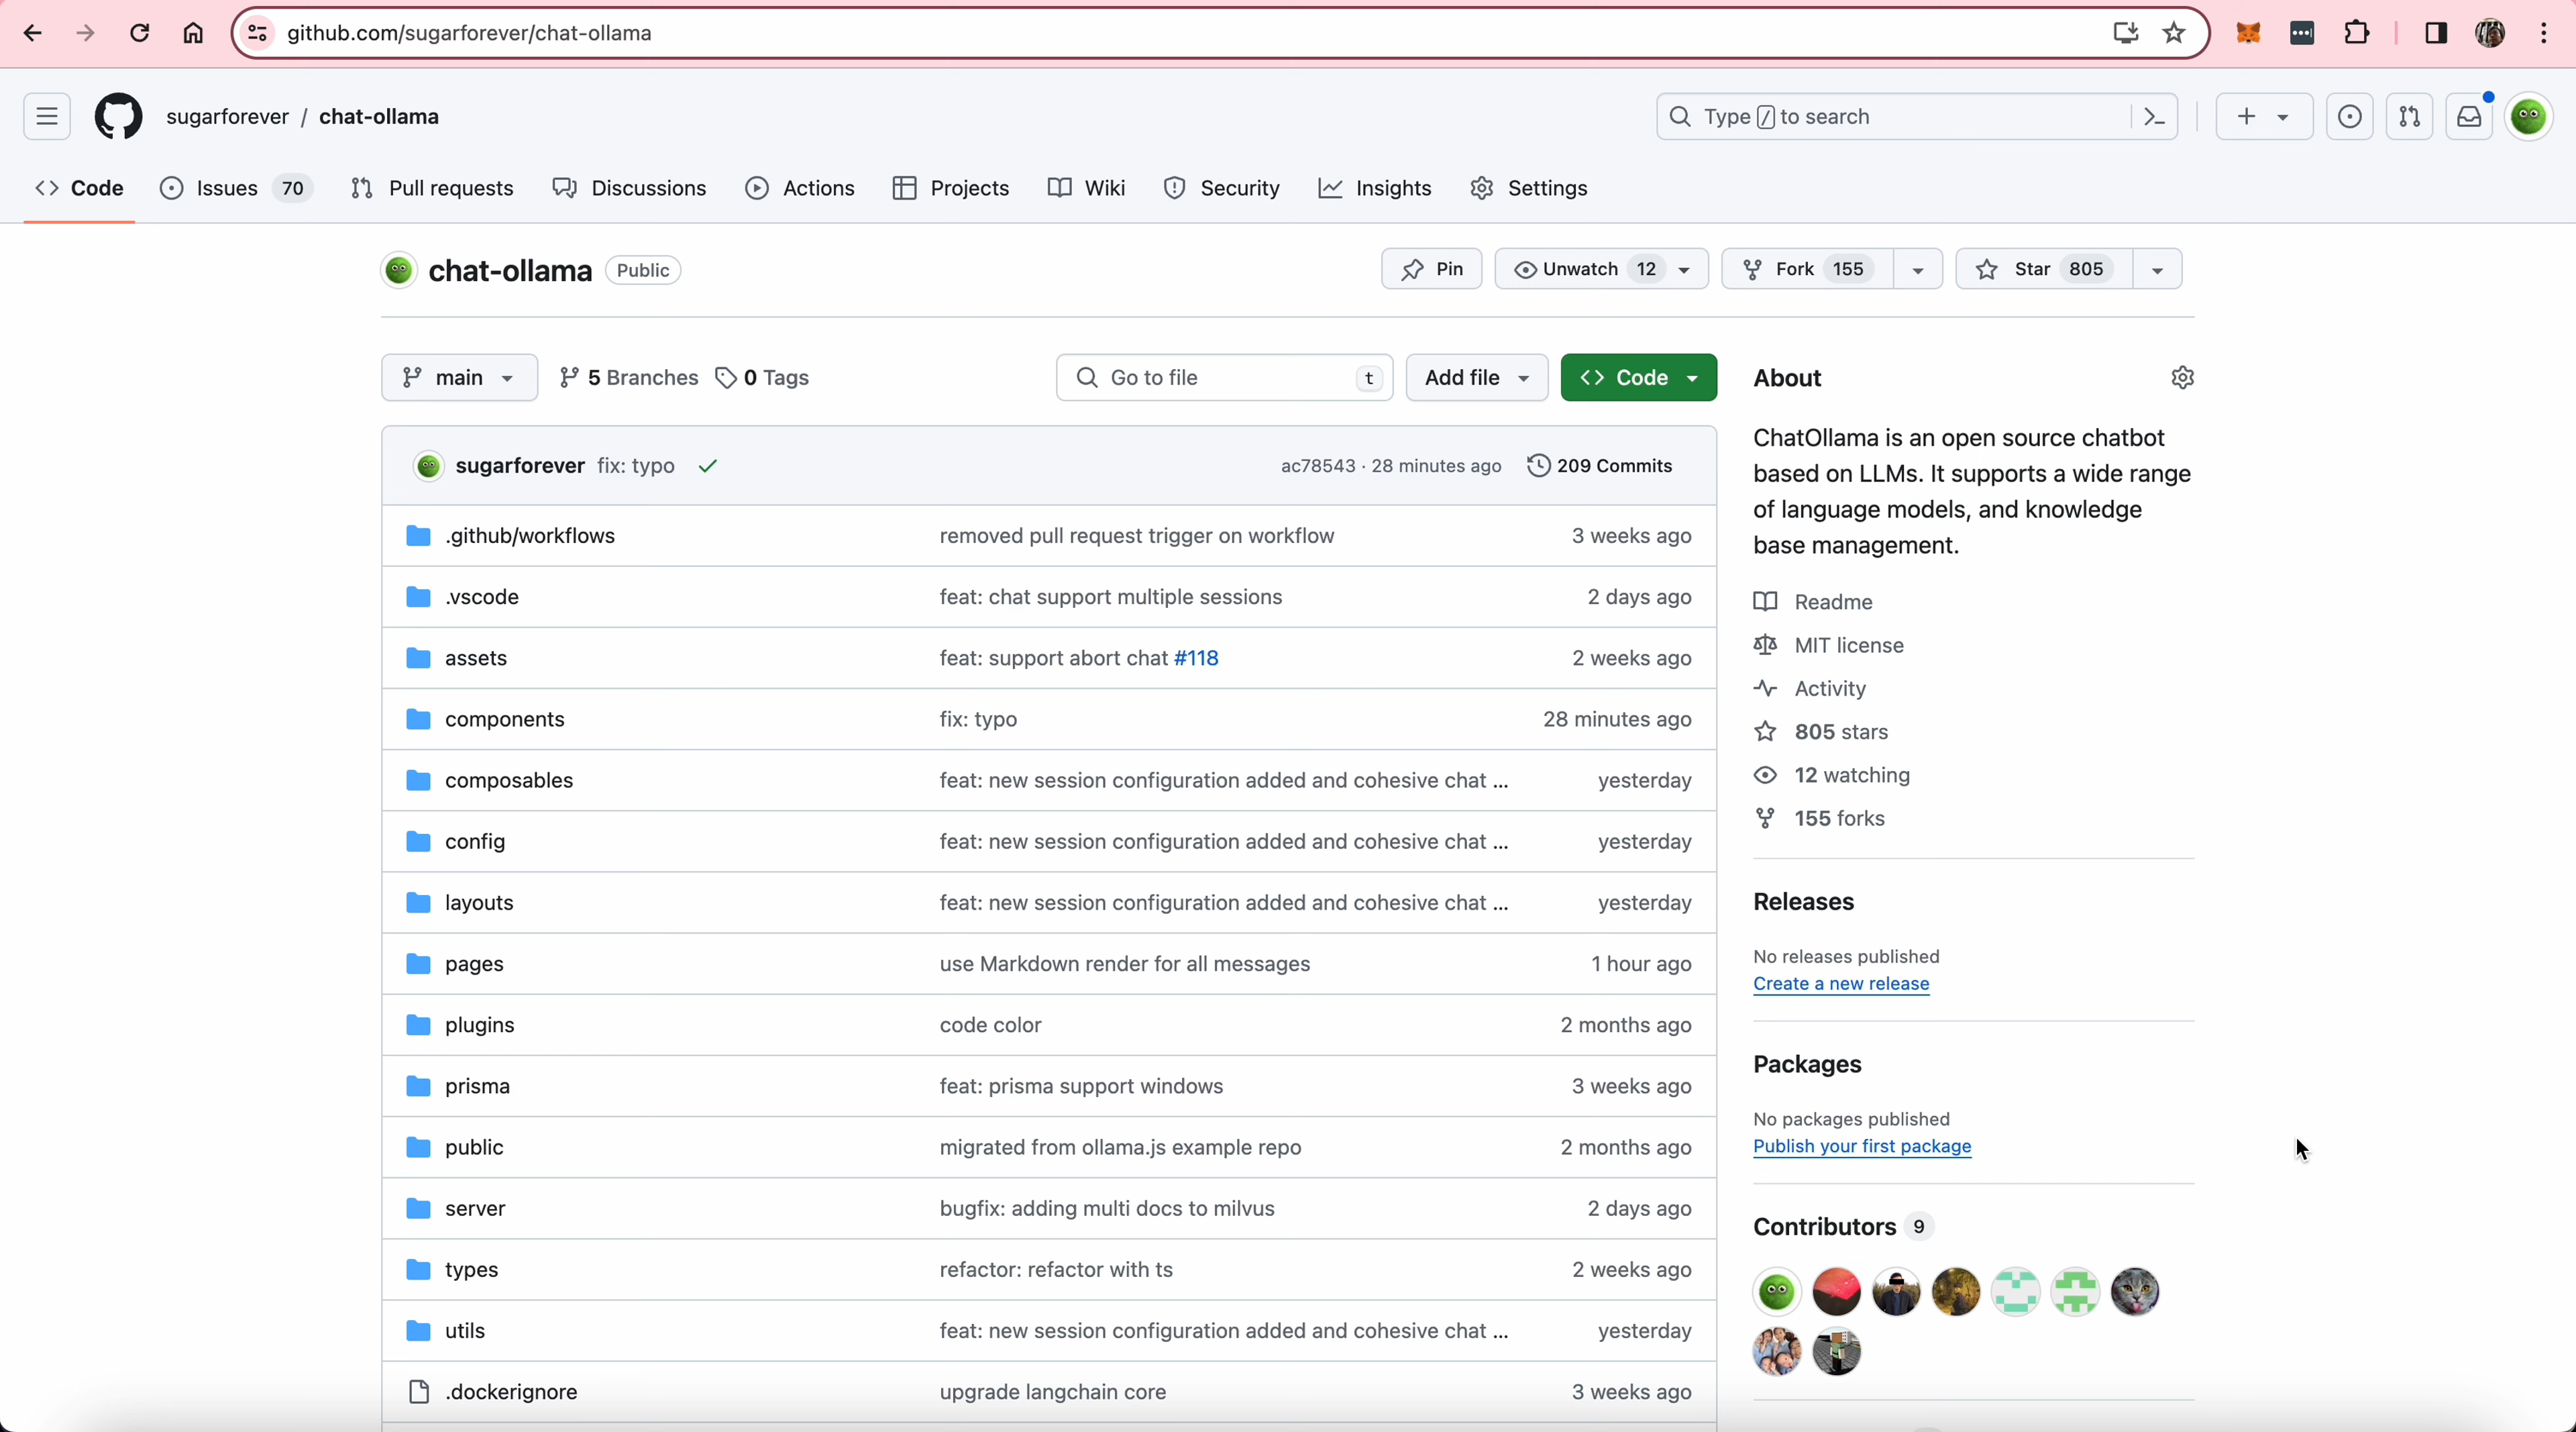 github.com/sugarforever/chat-ollama
sugarforever / chat-ollama
Type / to search
Code
Issues 70
Pull requests
Discussions
Actions
Projects
Wiki
Security
Insights
Settings
chat-ollama Public
Pin
Unwatch 12
Fork 155
Star 805
main
5 Branches
0 Tags
Go to file t
Add file
Code
sugarforever fix: typo
ac78543 · 28 minutes ago
209 Commits
.github/workflows removed pull request trigger on workflow 3 weeks ago
.vscode feat: chat support multiple sessions 2 days ago
assets feat: support abort chat #118 2 weeks ago
components fix: typo 28 minutes ago
composables feat: new session configuration added and cohesive chat ... yesterday
config feat: new session configuration added and cohesive chat ... yesterday
layouts feat: new session configuration added and cohesive chat ... yesterday
pages use Markdown render for all messages 1 hour ago
plugins code color 2 months ago
prisma feat: prisma support windows 3 weeks ago
public migrated from ollama.js example repo 2 months ago
server bugfix: adding multi docs to milvus 2 days ago
types refactor: refactor with ts 2 weeks ago
utils feat: new session configuration added and cohesive chat ... yesterday
.dockerignore upgrade langchain core 3 weeks ago
About
ChatOllama is an open source chatbot
based on LLMs. It supports a wide range
of language models, and knowledge
base management.
Readme
MIT license
Activity
805 stars
12 watching
155 forks
Releases
No releases published
Create a new release
Packages
No packages published
Publish your first package
Contributors 9